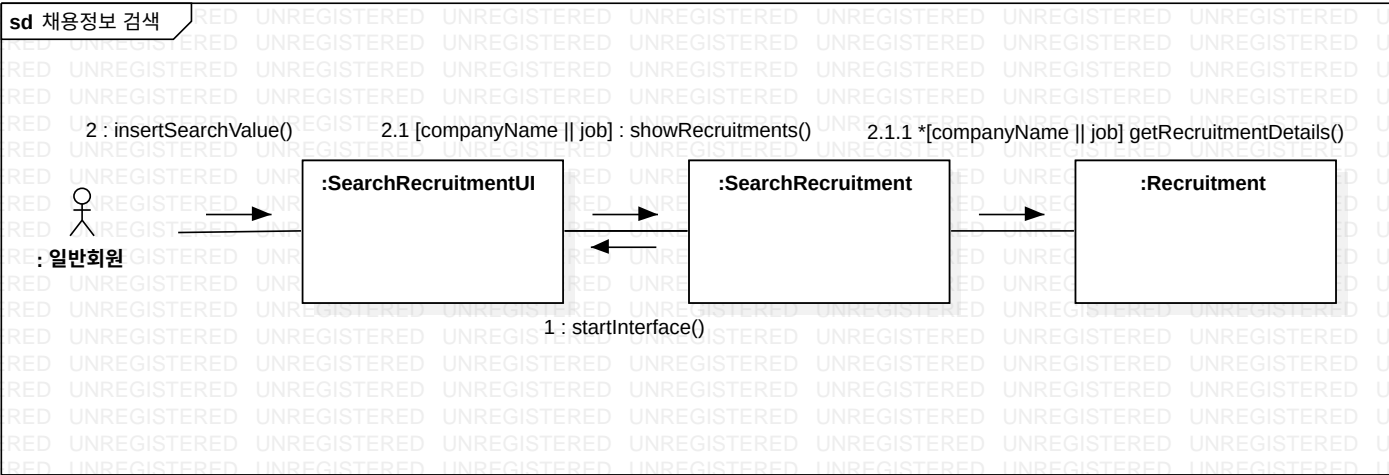 sd 채용정보 검색
2 : insertSearchValue()
2.1 [companyName || job] : showRecruitments()
2.1.1 *[companyName || job] getRecruitmentDetails()
:SearchRecruitmentUI
:SearchRecruitment
:Recruitment
: 일반회원
1 : startInterface()
UNREGISTERED